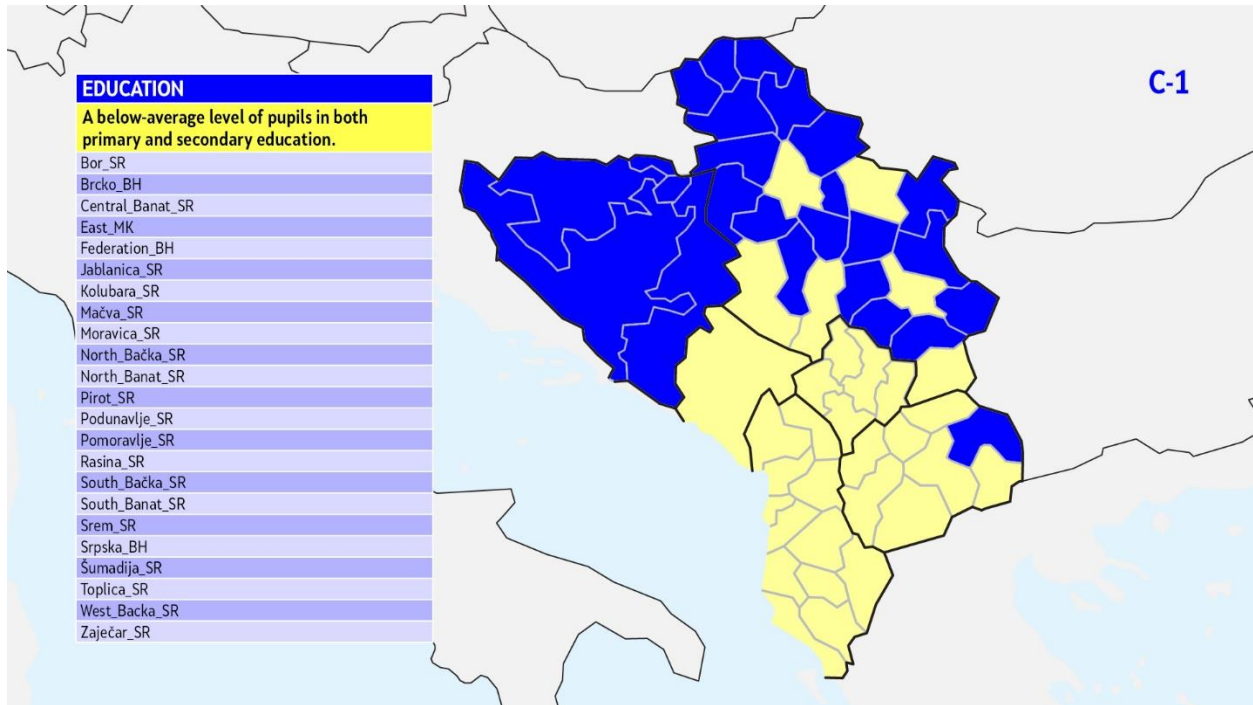 C-1
EDUCATION
A below-average level of pupils in both
primary and secondary education.
Bor_SR
Brcko_BH
Central_Banat_SR
East_MK
Federation_BH
Jablanica_SR
Kolubara_SR
Mačva_SR
Moravica_SR
North_Bačka_SR
North_Banat_SR
Pirot_SR
Podunavlje_SR
Pomoravlje_SR
Rasina_SR
South_Bačka_SR
South_Banat_SR
Srem_SR
Srpska_BH
Šumadija_SR
Toplica_SR
West_Backa_SR
Zaječar_SR